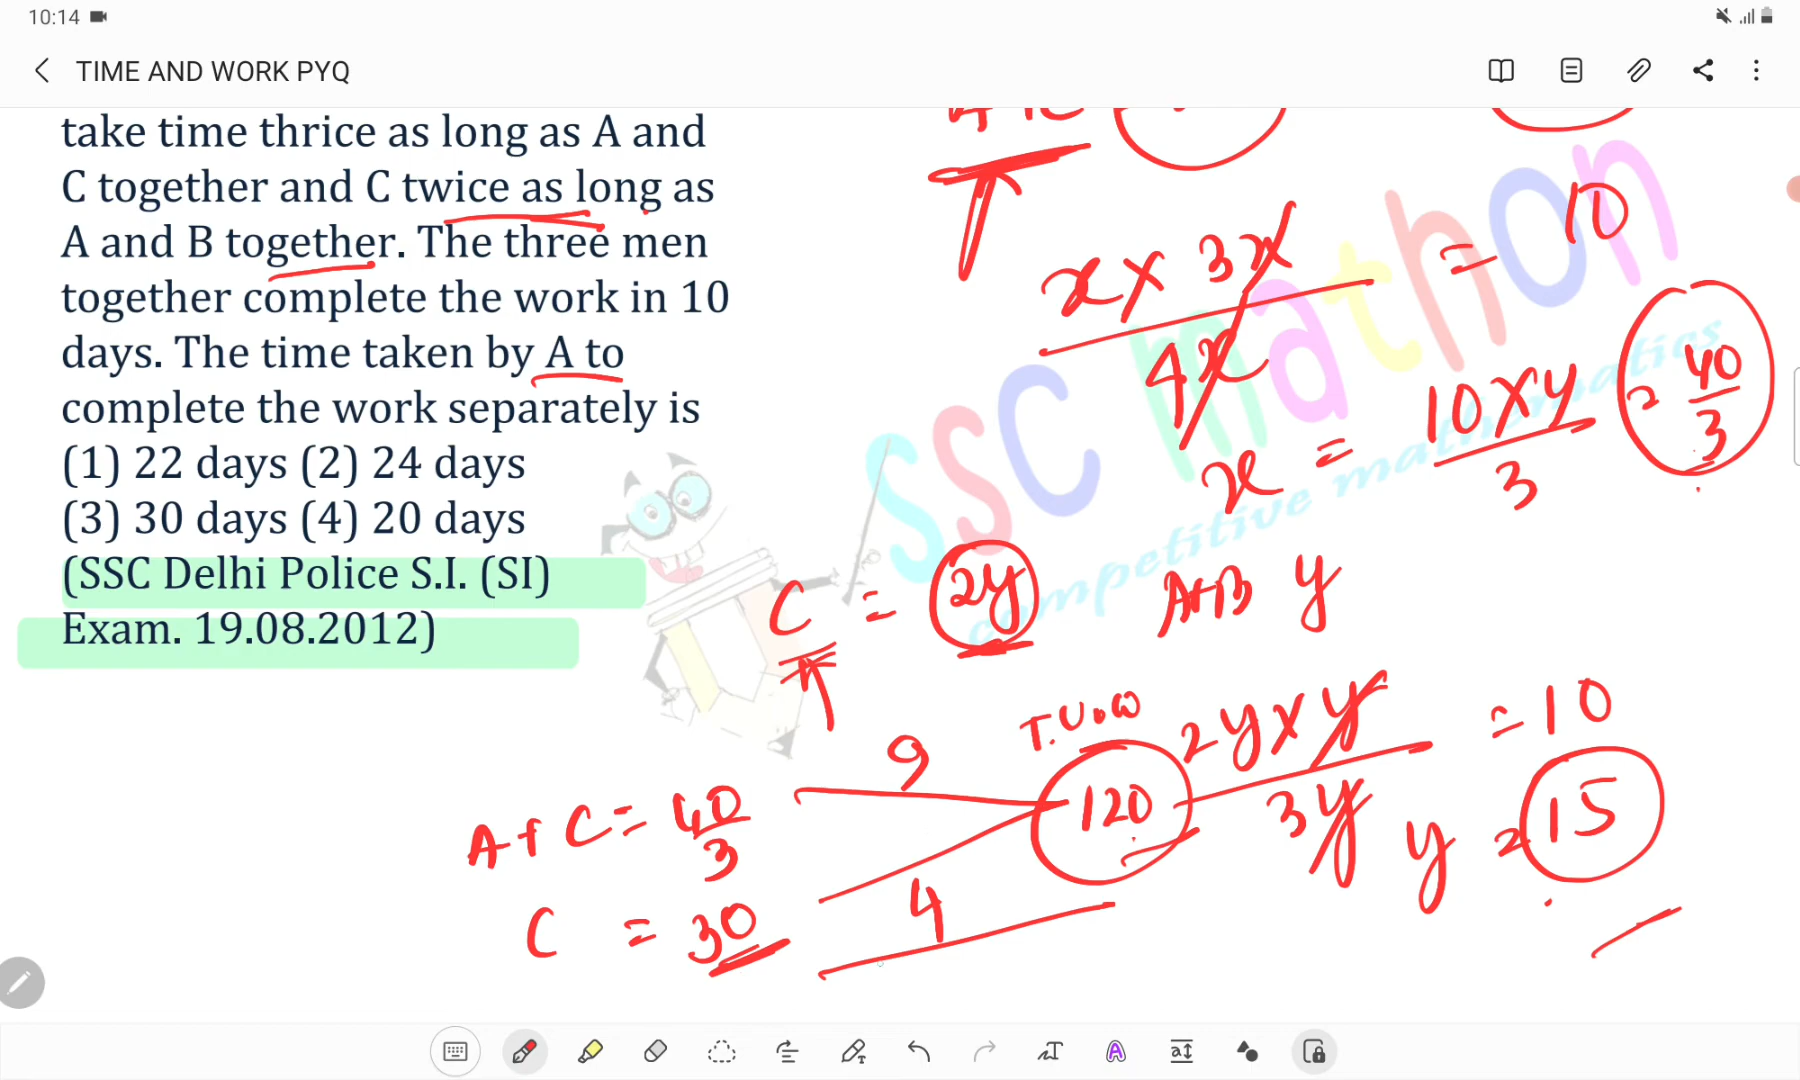 10:14
TIME AND WORK PYQ
take time thrice as long as A and
C together and C twice as long as
A and B together. The three men
together complete the work in 10
days. The time taken by A to
complete the work separately is
(1) 22 days (2) 24 days
(3) 30 days (4) 20 days
(SSC Delhi Police S.I. (SI)
Exam. 19.08.2012)
x × 3x = 10
4x
x = 10×4 = 40
3 3
C = 2y A+B y
T.U.W
2y×y = 10
3y
y = 15
9
120
A+C = 40
3
4
C = 30
SSC mathon
competitive mathematics